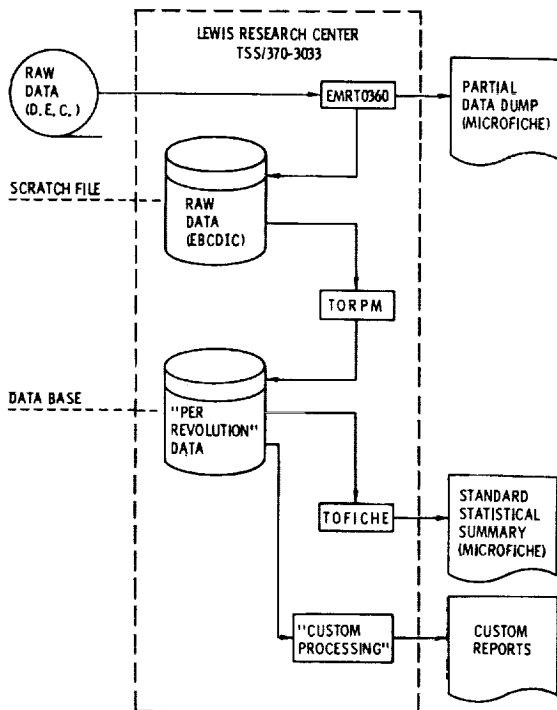 LEWIS RESEARCH CENTER
TSS/370-3033
RAW
DATA
(D.E.C.)
EMRT0360
PARTIAL
DATA DUMP
(MICROFICHE)
SCRATCH FILE
RAW
DATA
(EBCDIC)
TORPM
DATA BASE
"PER
REVOLUTION"
DATA
TOFICHE
STANDARD
STATISTICAL
SUMMARY
(MICROFICHE)
"CUSTOM
PROCESSING"
CUSTOM
REPORTS